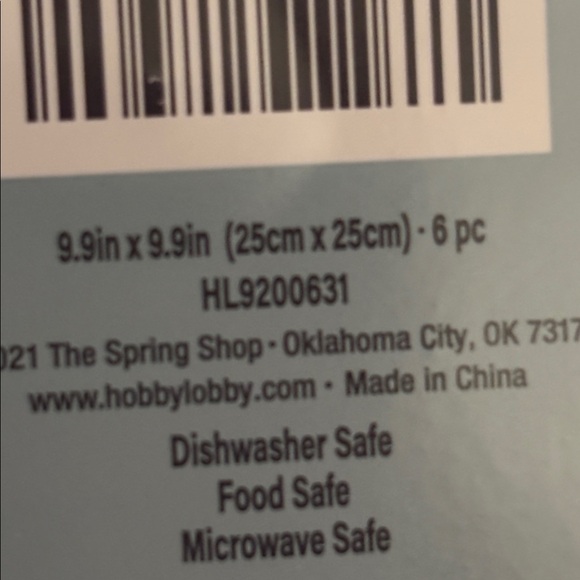 9.9in x 9.9in (25cm x 25cm) · 6 pc
HL9200631
021 The Spring Shop · Oklahoma City, OK 7317
www.hobbylobby.com · Made in China
Dishwasher Safe
Food Safe
Microwave Safe